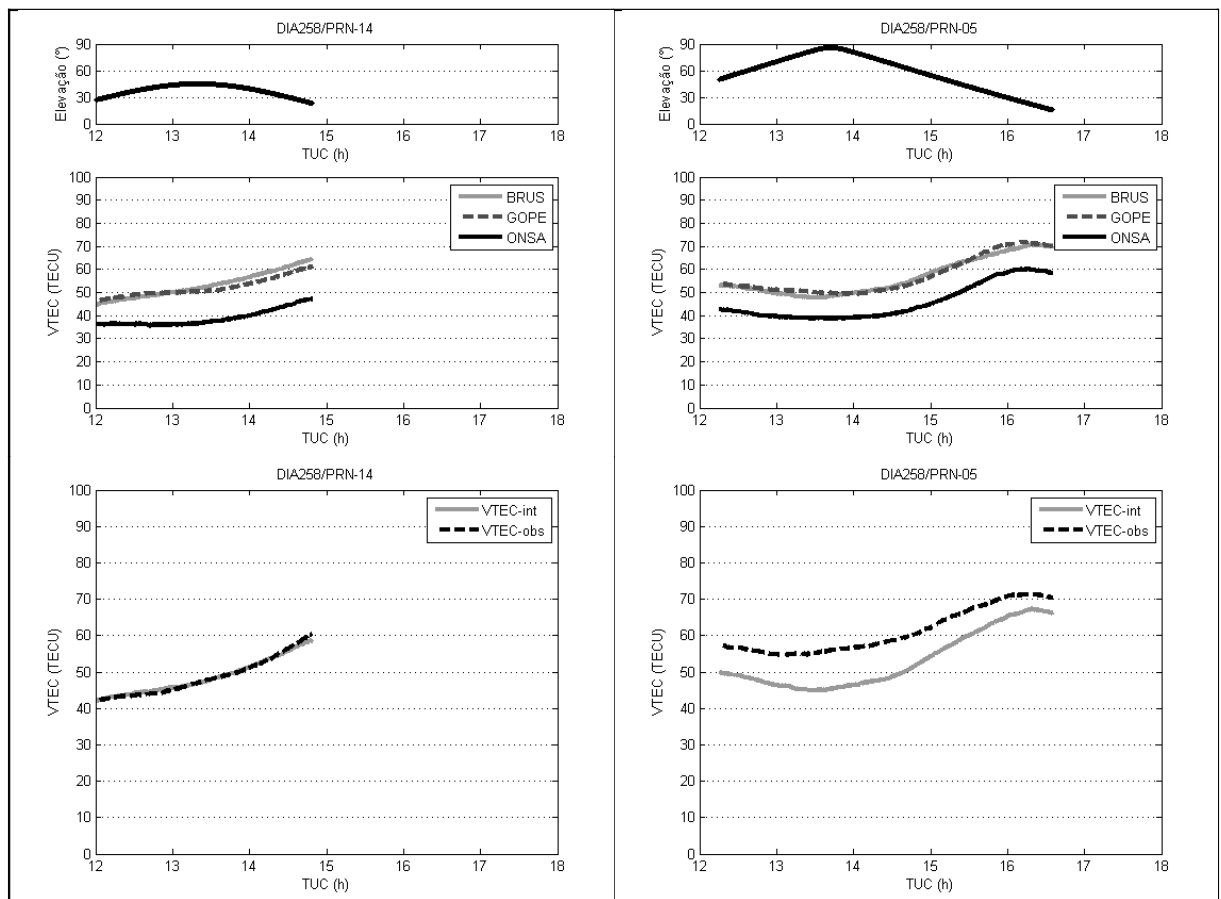 DIA258/PRN-14
90
60
30
0
Elevação (º)
12 13 14 15 16 17 18
TUC (h)
100
90
80
70
60
50
40
30
20
10
0
VTEC (TECU)
BRUS
GOPE
ONSA
12 13 14 15 16 17 18
TUC (h)
DIA258/PRN-05
90
60
30
0
Elevação (º)
12 13 14 15 16 17 18
TUC (h)
100
90
80
70
60
50
40
30
20
10
0
VTEC (TECU)
BRUS
GOPE
ONSA
12 13 14 15 16 17 18
TUC (h)
DIA258/PRN-14
100
90
80
70
60
50
40
30
20
10
0
VTEC (TECU)
VTEC-int
VTEC-obs
12 13 14 15 16 17 18
TUC (h)
DIA258/PRN-05
100
90
80
70
60
50
40
30
20
10
0
VTEC (TECU)
VTEC-int
VTEC-obs
12 13 14 15 16 17 18
TUC (h)